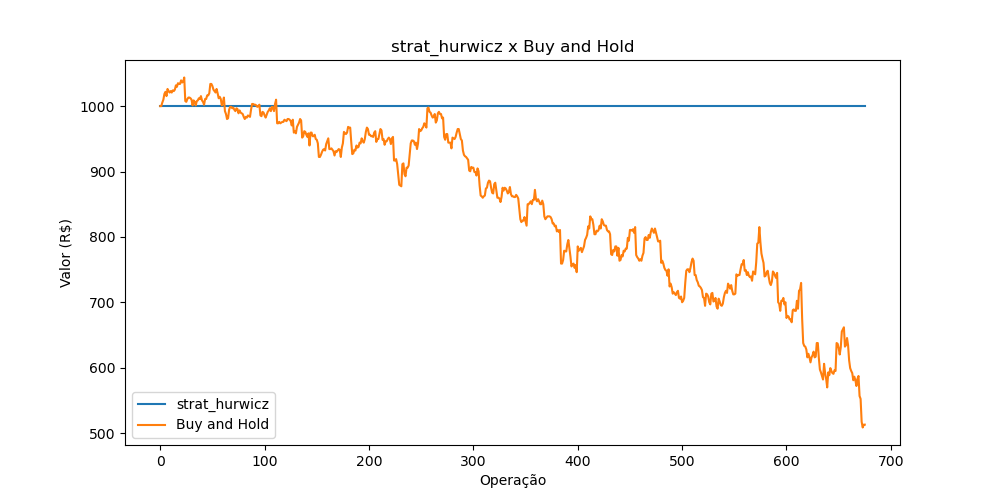 strat_hurwicz x Buy and Hold
Valor (R$)
1000
900
800
700
600
500
strat_hurwicz
Buy and Hold
0 100 200 300 400 500 600 700
Operação